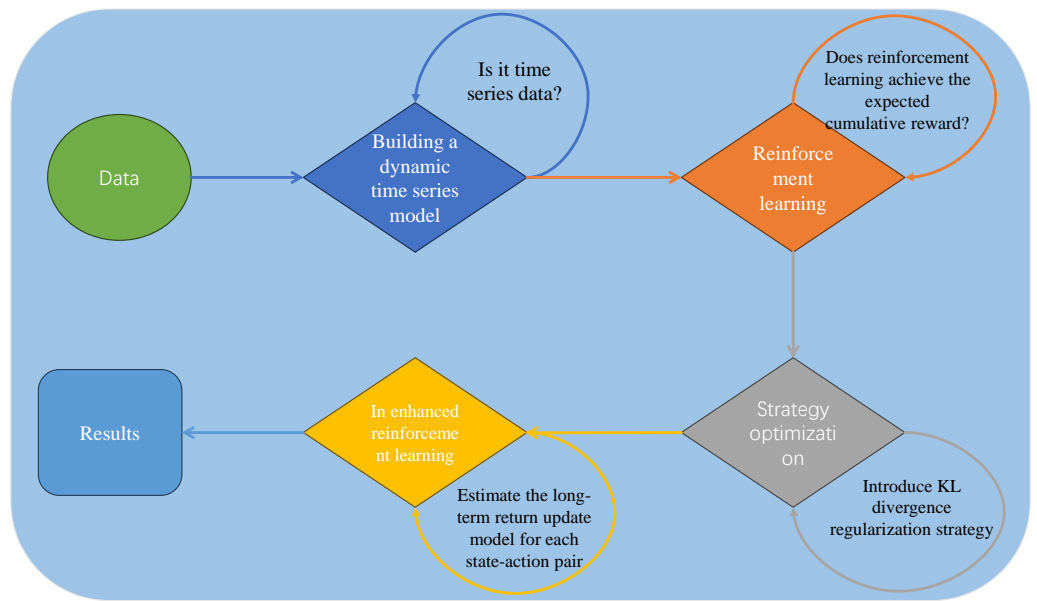 Is it time
series data?
Does reinforcement
learning achieve the
expected
cumulative reward?
Data
Building a
dynamic
time series
model
Reinforce
ment
learning
Results
In enhanced
reinforceme
nt learning
Strategy
optimizati
on
Estimate the long-
term return update
model for each
state-action pair
Introduce KL
divergence
regularization strategy